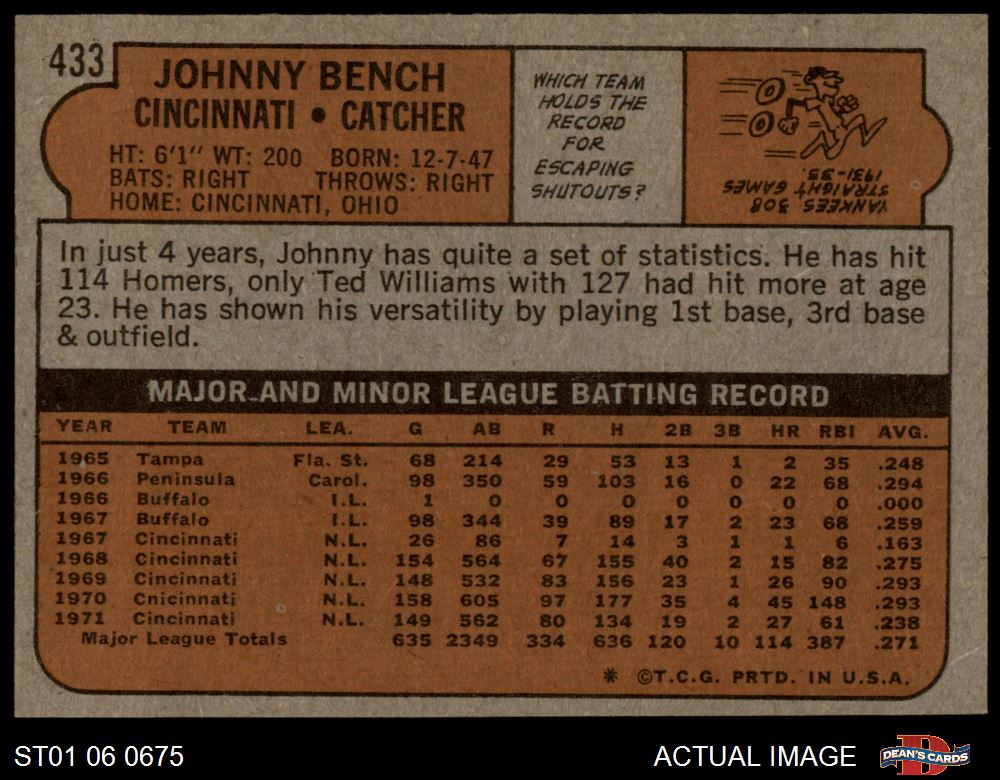 433
JOHNNY BENCH
CINCINNATI • CATCHER
HT: 6'1" WT: 200 BORN: 12-7-47
BATS: RIGHT THROWS: RIGHT
HOME: CINCINNATI, OHIO
WHICH TEAM
HOLDS THE
RECORD
FOR
ESCAPING
SHUTOUTS?
YANKEES 308
STRAIGHT GAMES
1931-33.
In just 4 years, Johnny has quite a set of statistics. He has hit
114 Homers, only Ted Williams with 127 had hit more at age
23. He has shown his versatility by playing 1st base, 3rd base
& outfield.
MAJOR AND MINOR LEAGUE BATTING RECORD
YEAR TEAM LEA. G AB R H 2B 3B HR RBI AVG.
1965 Tampa Fla. St. 68 214 29 53 13 1 2 35 .248
1966 Peninsula Carol. 98 350 59 103 16 0 22 68 .294
1966 Buffalo I.L. 1 0 0 0 0 0 0 0 .000
1967 Buffalo I.L. 98 344 39 89 17 2 23 68 .259
1967 Cincinnati N.L. 26 86 7 14 3 1 1 6 .163
1968 Cincinnati N.L. 154 564 67 155 40 2 15 82 .275
1969 Cincinnati N.L. 148 532 83 156 23 1 26 90 .293
1970 Cnicinnati N.L. 158 605 97 177 35 4 45 148 .293
1971 Cincinnati N.L. 149 562 80 134 19 2 27 61 .238
Major League Totals 635 2349 334 636 120 10 114 387 .271
* ©T.C.G. PRTD. IN U.S.A.
ST01 06 0675
ACTUAL IMAGE
D
DEAN'S CARDS